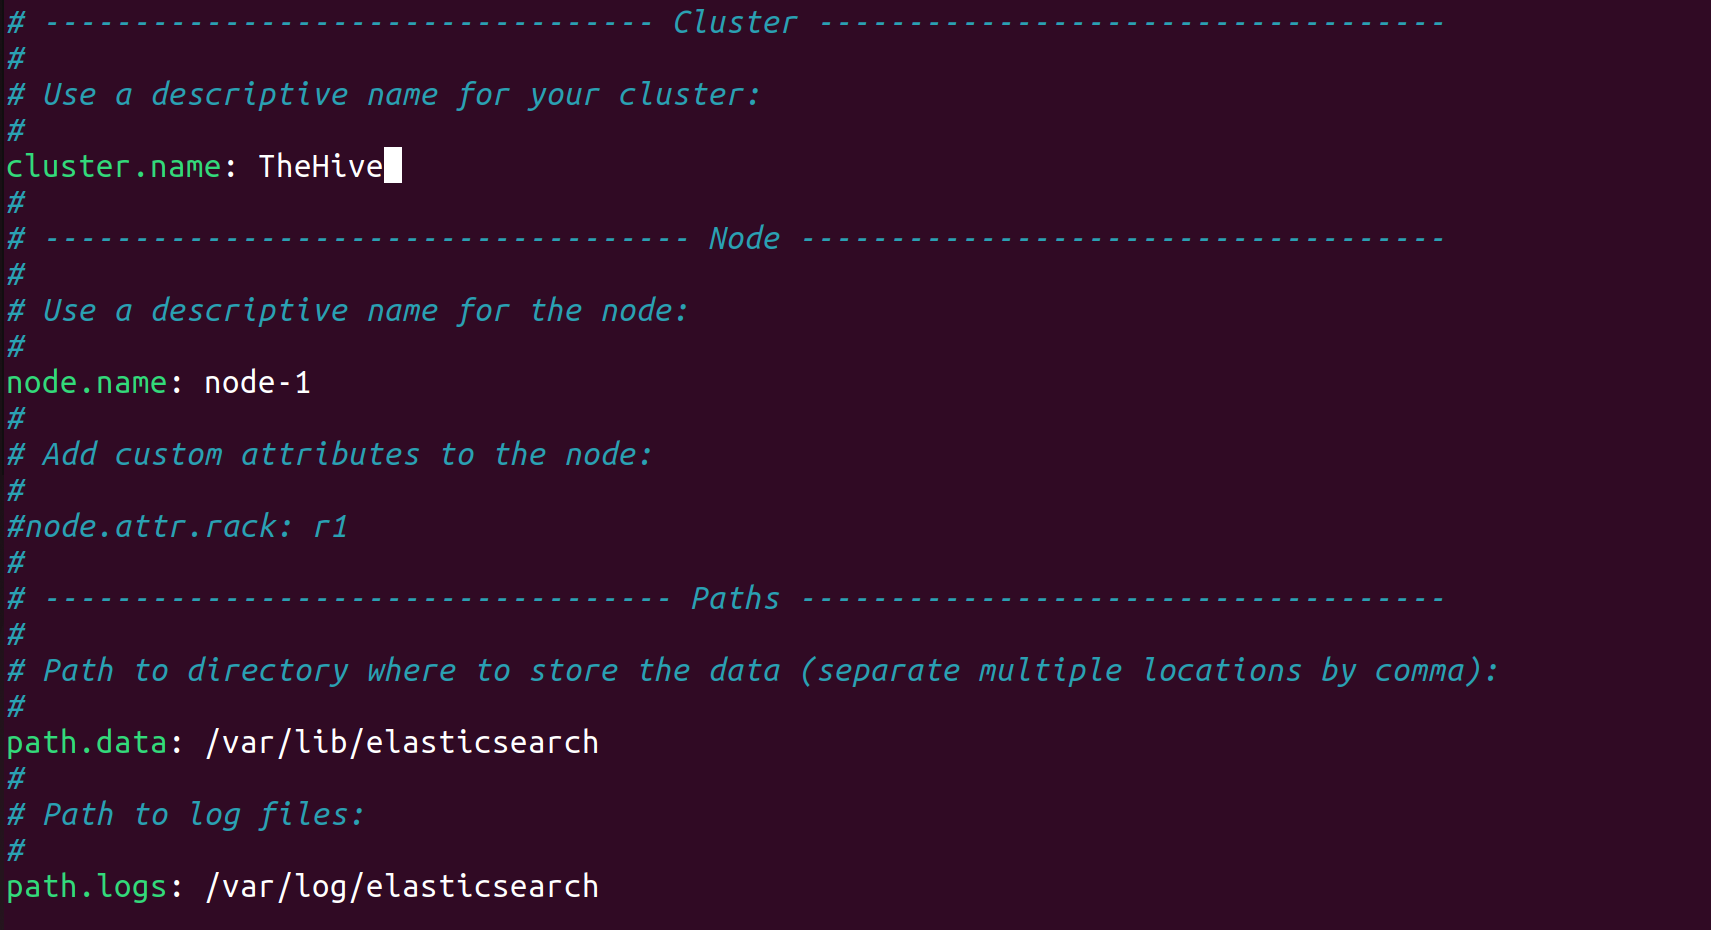 # ---------------------------------- Cluster -----------------------------------
#
# Use a descriptive name for your cluster:
#
cluster.name: TheHive
#
# ------------------------------------ Node ------------------------------------
#
# Use a descriptive name for the node:
#
node.name: node-1
#
# Add custom attributes to the node:
#
#node.attr.rack: r1
#
# ----------------------------------- Paths ------------------------------------
#
# Path to directory where to store the data (separate multiple locations by comma):
#
path.data: /var/lib/elasticsearch
#
# Path to log files:
#
path.logs: /var/log/elasticsearch